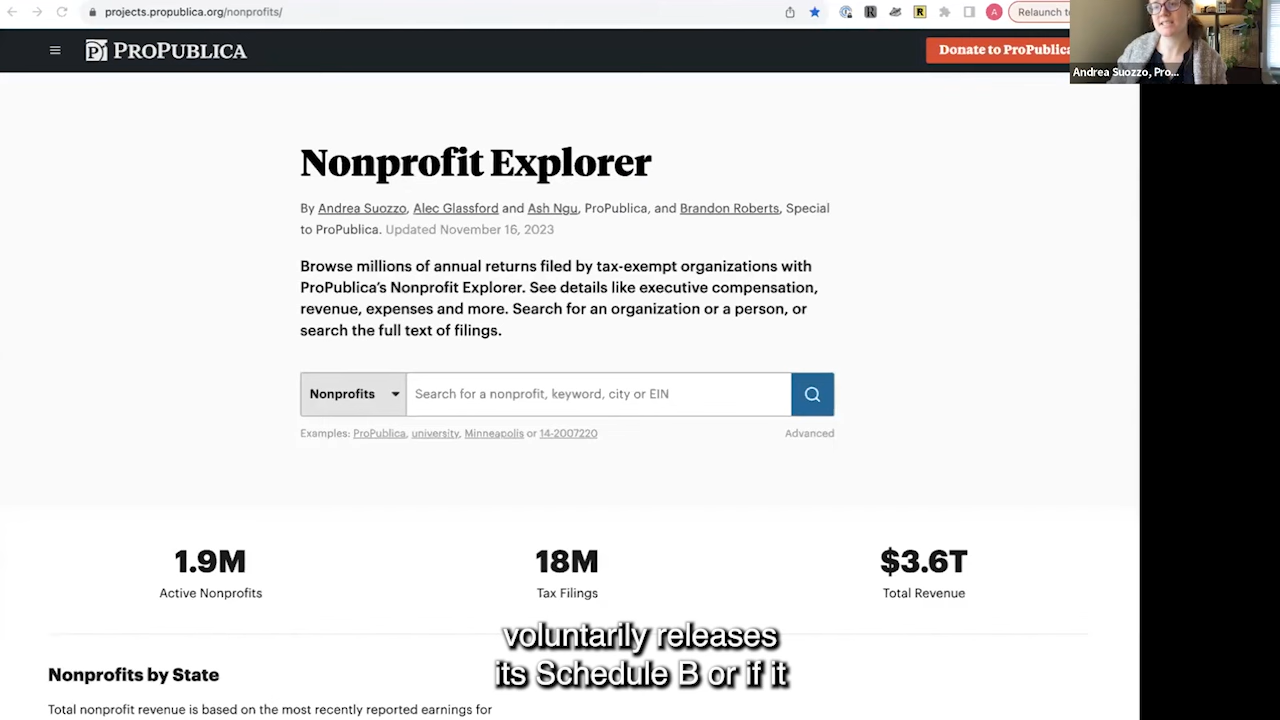 projects.propublica.org/nonprofits/
A
Relaunch to
PROPUBLICA
Donate to ProPublica
Andrea Suozzo, Pro...
Nonprofit Explorer
By Andrea Suozzo, Alec Glassford and Ash Ngu, ProPublica, and Brandon Roberts, Special
to ProPublica. Updated November 16, 2023
Browse millions of annual returns filed by tax-exempt organizations with
ProPublica's Nonprofit Explorer. See details like executive compensation,
revenue, expenses and more. Search for an organization or a person, or
search the full text of filings.
Nonprofits
Search for a nonprofit, keyword, city or EIN
Examples: ProPublica, university, Minneapolis or 14-2007220
Advanced
1.9M
Active Nonprofits
18M
Tax Filings
$3.6T
Total Revenue
voluntarily releases
its Schedule B or if it
Nonprofits by State
Total nonprofit revenue is based on the most recently reported earnings for